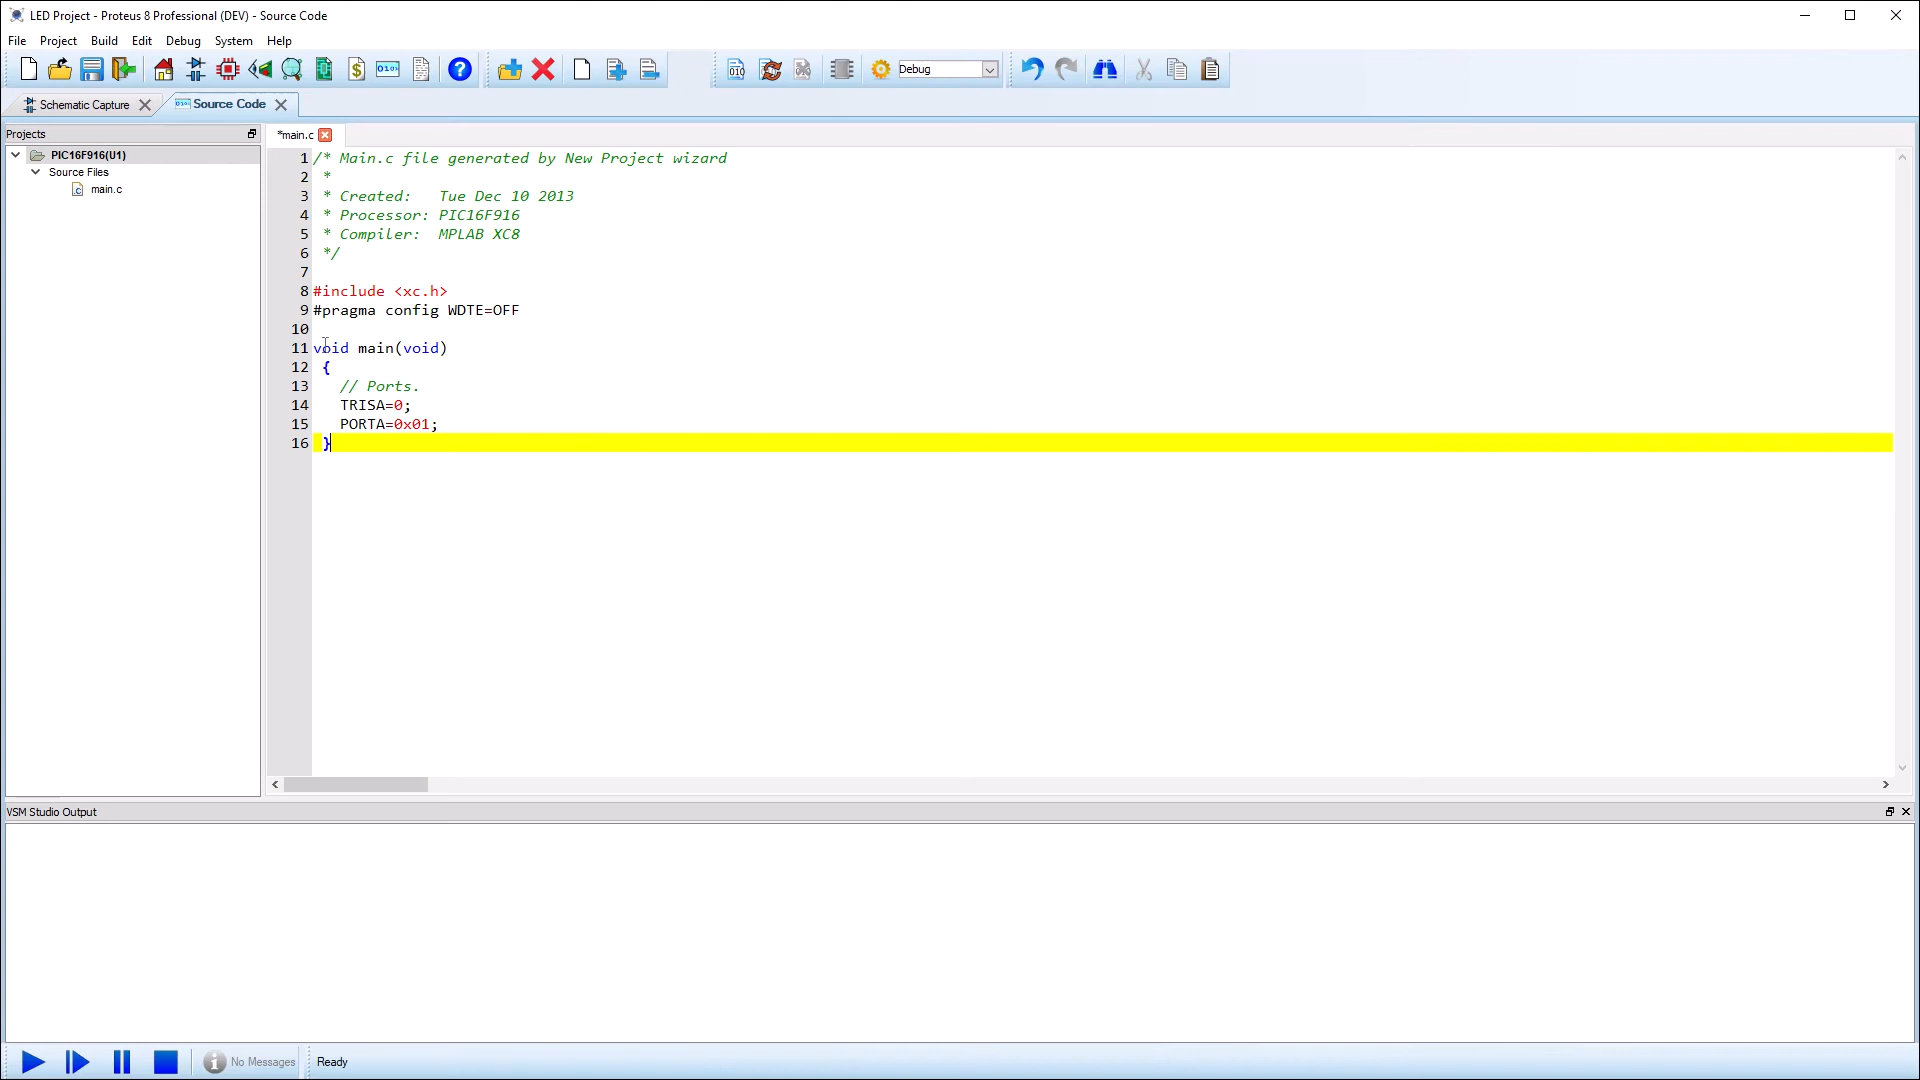 LED Project - Proteus 8 Professional (DEV) - Source Code
File Project Build Edit Debug System Help
Debug
Schematic Capture
Source Code
Projects
*main.c
PIC16F916(U1)
Source Files
main.c
1 /* Main.c file generated by New Project wizard
2 *
3 * Created:   Tue Dec 10 2013
4 * Processor: PIC16F916
5 * Compiler:  MPLAB XC8
6 */
7
8 #include <xc.h>
9 #pragma config WDTE=OFF
10
11 void main(void)
12 {
13 // Ports.
14 TRISA=0;
15 PORTA=0x01;
16 }
VSM Studio Output
No Messages
Ready